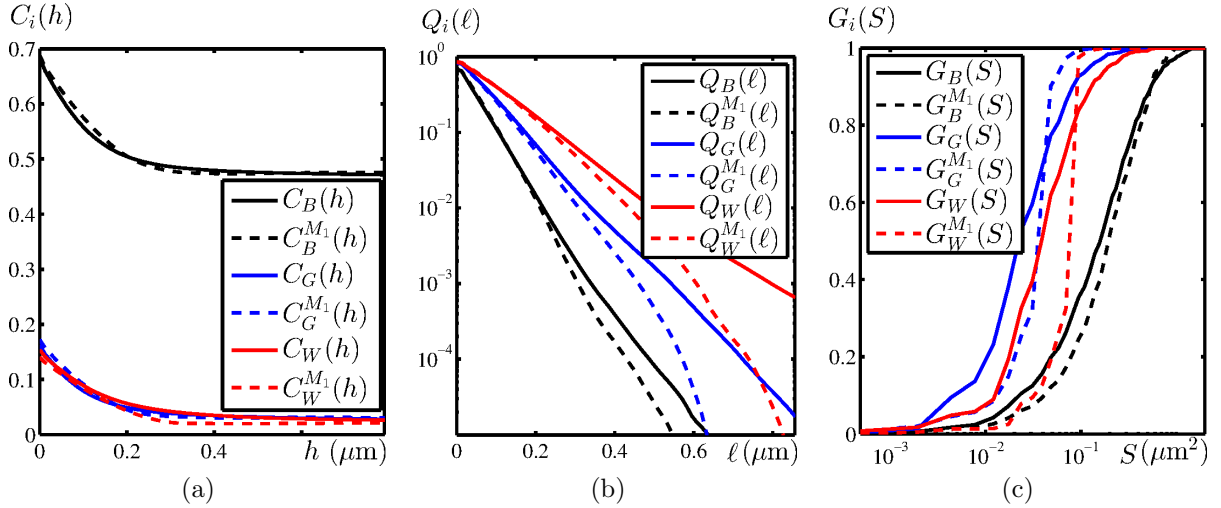 C_i(h)
0.7
0.6
0.5
0.4
0.3
0.2
0.1
0
0
0.2
0.4
0.6
h (μm)
C_B(h)
C_B^{M_1}(h)
C_G(h)
C_G^{M_1}(h)
C_W(h)
C_W^{M_1}(h)
(a)
Q_i(ℓ)
10^0
10^{-1}
10^{-2}
10^{-3}
10^{-4}
0
0.2
0.4
0.6
ℓ(μm)
Q_B(ℓ)
Q_B^{M_1}(ℓ)
Q_G(ℓ)
Q_G^{M_1}(ℓ)
Q_W(ℓ)
Q_W^{M_1}(ℓ)
(b)
G_i(S)
1
0.8
0.6
0.4
0.2
0
10^{-3}
10^{-2}
10^{-1}
S(μm²)
G_B(S)
G_B^{M_1}(S)
G_G(S)
G_G^{M_1}(S)
G_W(S)
G_W^{M_1}(S)
(c)